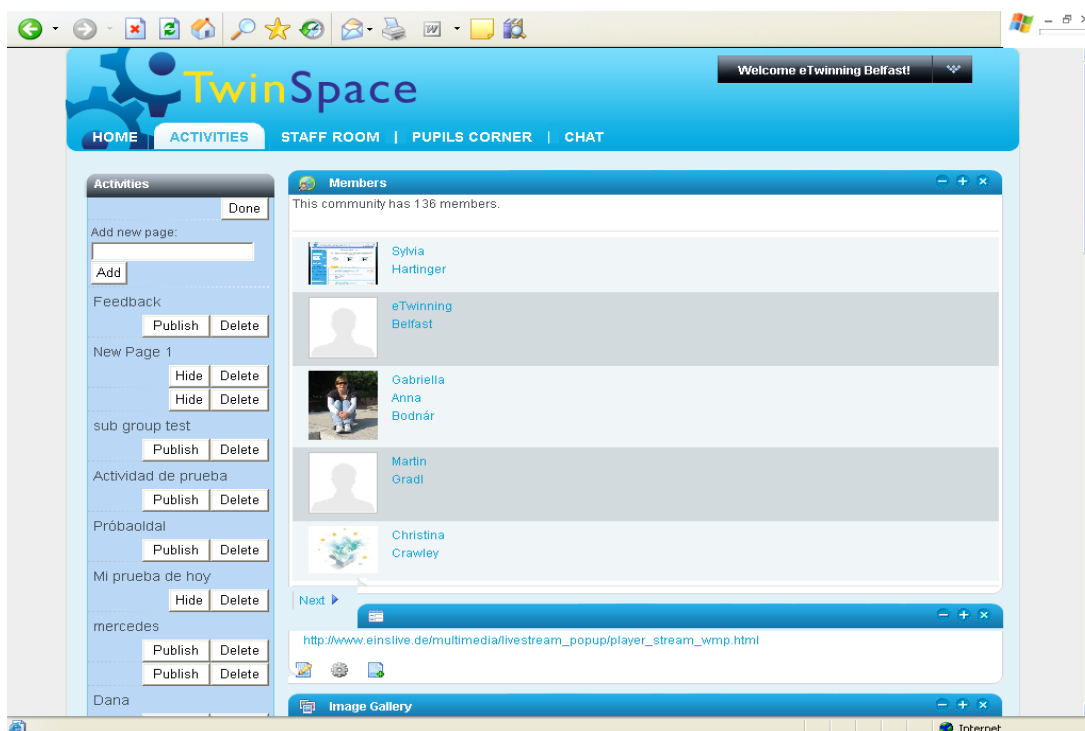 Welcome eTwinning Belfast!
TwinSpace
HOME ACTIVITIES STAFF ROOM | PUPILS CORNER | CHAT
Activities
Done
Add new page:
Add
Feedback
Publish Delete
New Page 1
Hide Delete
Hide Delete
sub group test
Publish Delete
Actividad de prueba
Publish Delete
Próbaoldal
Publish Delete
Mi prueba de hoy
Hide Delete
mercedes
Publish Delete
Publish Delete
Dana
Members
This community has 136 members.
Sylvia
Hartinger
eTwinning
Belfast
Gabriella
Anna
Bodnár
Martin
Gradl
Christina
Crawley
Next
http://www.einslive.de/multimedia/livestream_popup/player_stream_wmp.html
Image Gallery
Internet